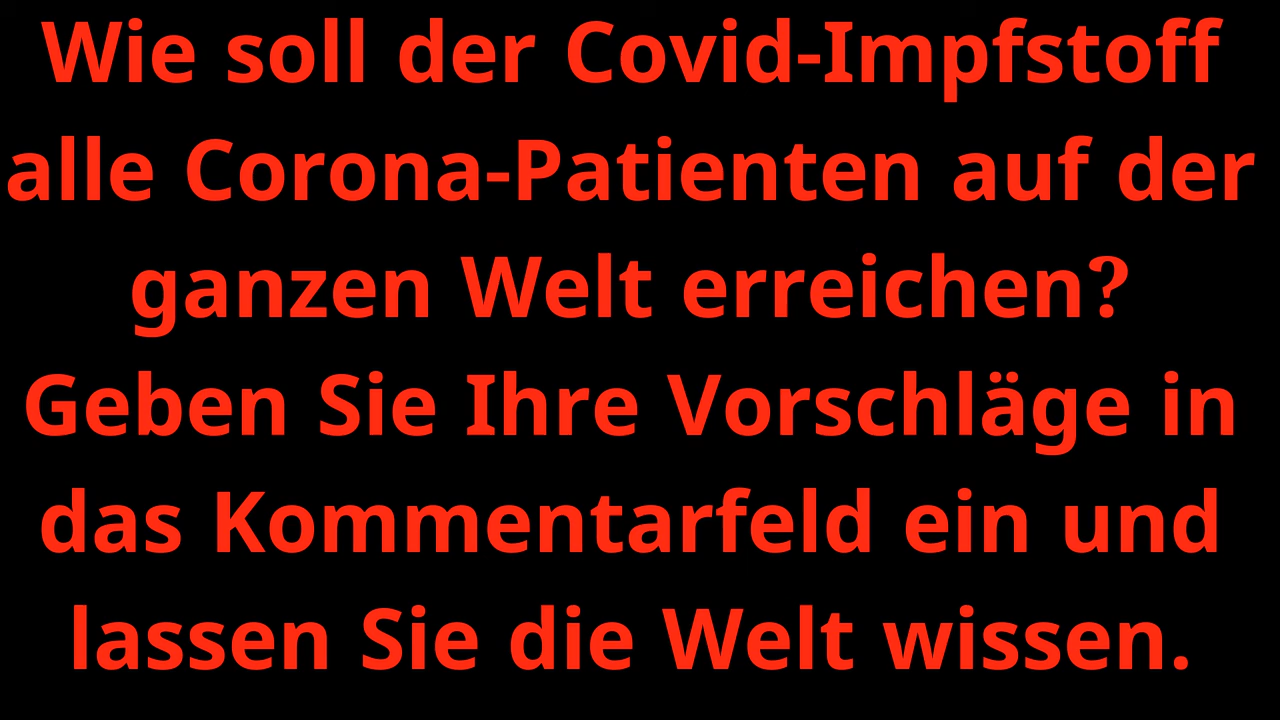 Wie soll der Covid-Impfstoff
alle Corona-Patienten auf der
ganzen Welt erreichen?
Geben Sie Ihre Vorschläge in
das Kommentarfeld ein und
lassen Sie die Welt wissen.